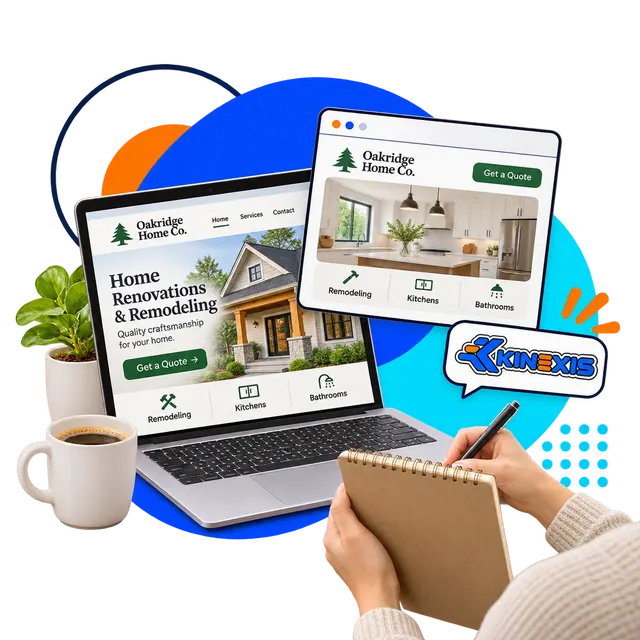 Oakridge
Home Co.
Home
Services
Contact
Home
Renovations
& Remodeling
Quality craftsmanship
for your home.
Get a Quote →
Remodeling
Kitchens
Bathrooms
Oakridge
Home Co.
Get a Quote
Remodeling
Kitchens
Bathrooms
KINEXIS